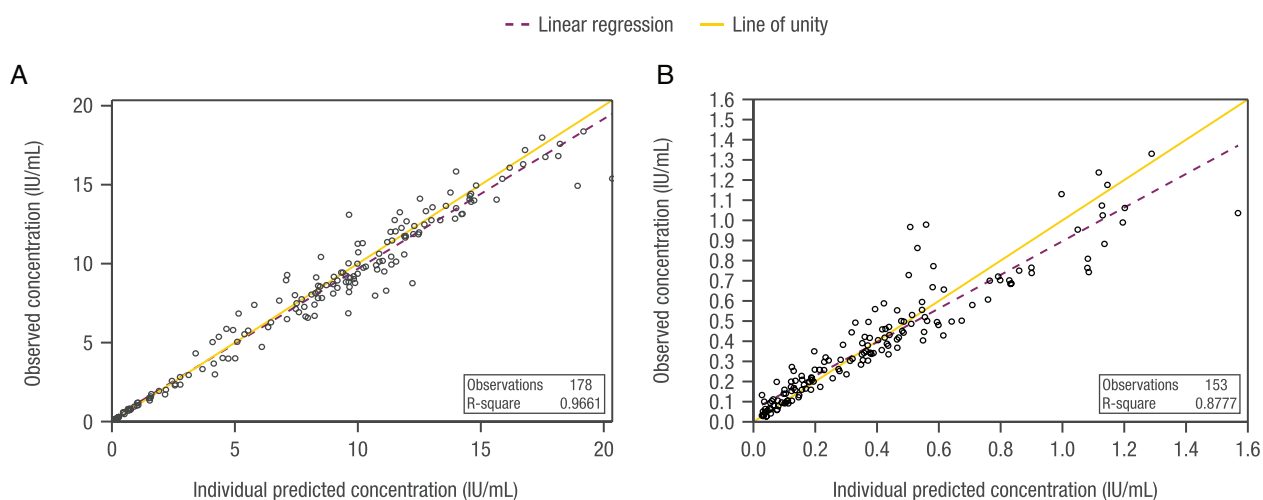 Linear regression Line of unity
A
Observed concentration (IU/mL)
20
15
10
5
0
Observations 178
R-square 0.9661
0 5 10 15 20
Individual predicted concentration (IU/mL)
B
Observed concentration (IU/mL)
1.6
1.5
1.4
1.3
1.2
1.1
1.0
0.9
0.8
0.7
0.6
0.5
0.4
0.3
0.2
0.1
0.0
Observations 153
R-square 0.8777
0.0 0.2 0.4 0.6 0.8 1.0 1.2 1.4 1.6
Individual predicted concentration (IU/mL)